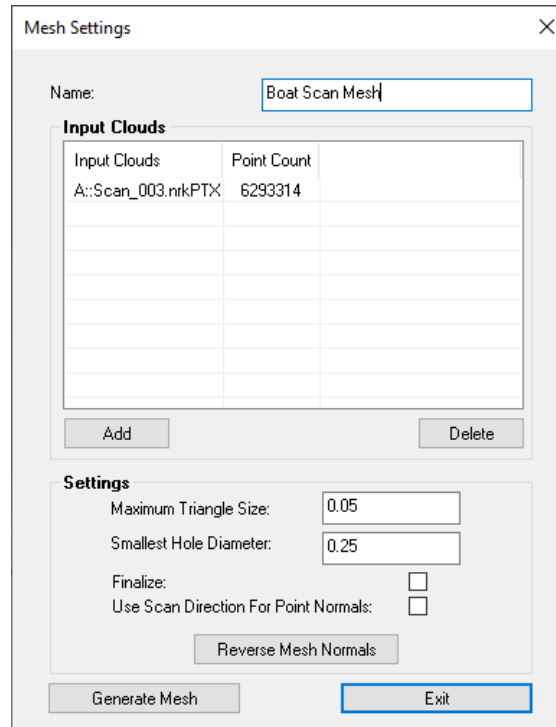 Mesh Settings
Name: Boat Scan Mesh
Input Clouds
Input Clouds Point Count
A::Scan_003.nrkPTX 6293314
Add Delete
Settings
Maximum Triangle Size: 0.05
Smallest Hole Diameter: 0.25
Finalize:
Use Scan Direction For Point Normals:
Reverse Mesh Normals
Generate Mesh Exit